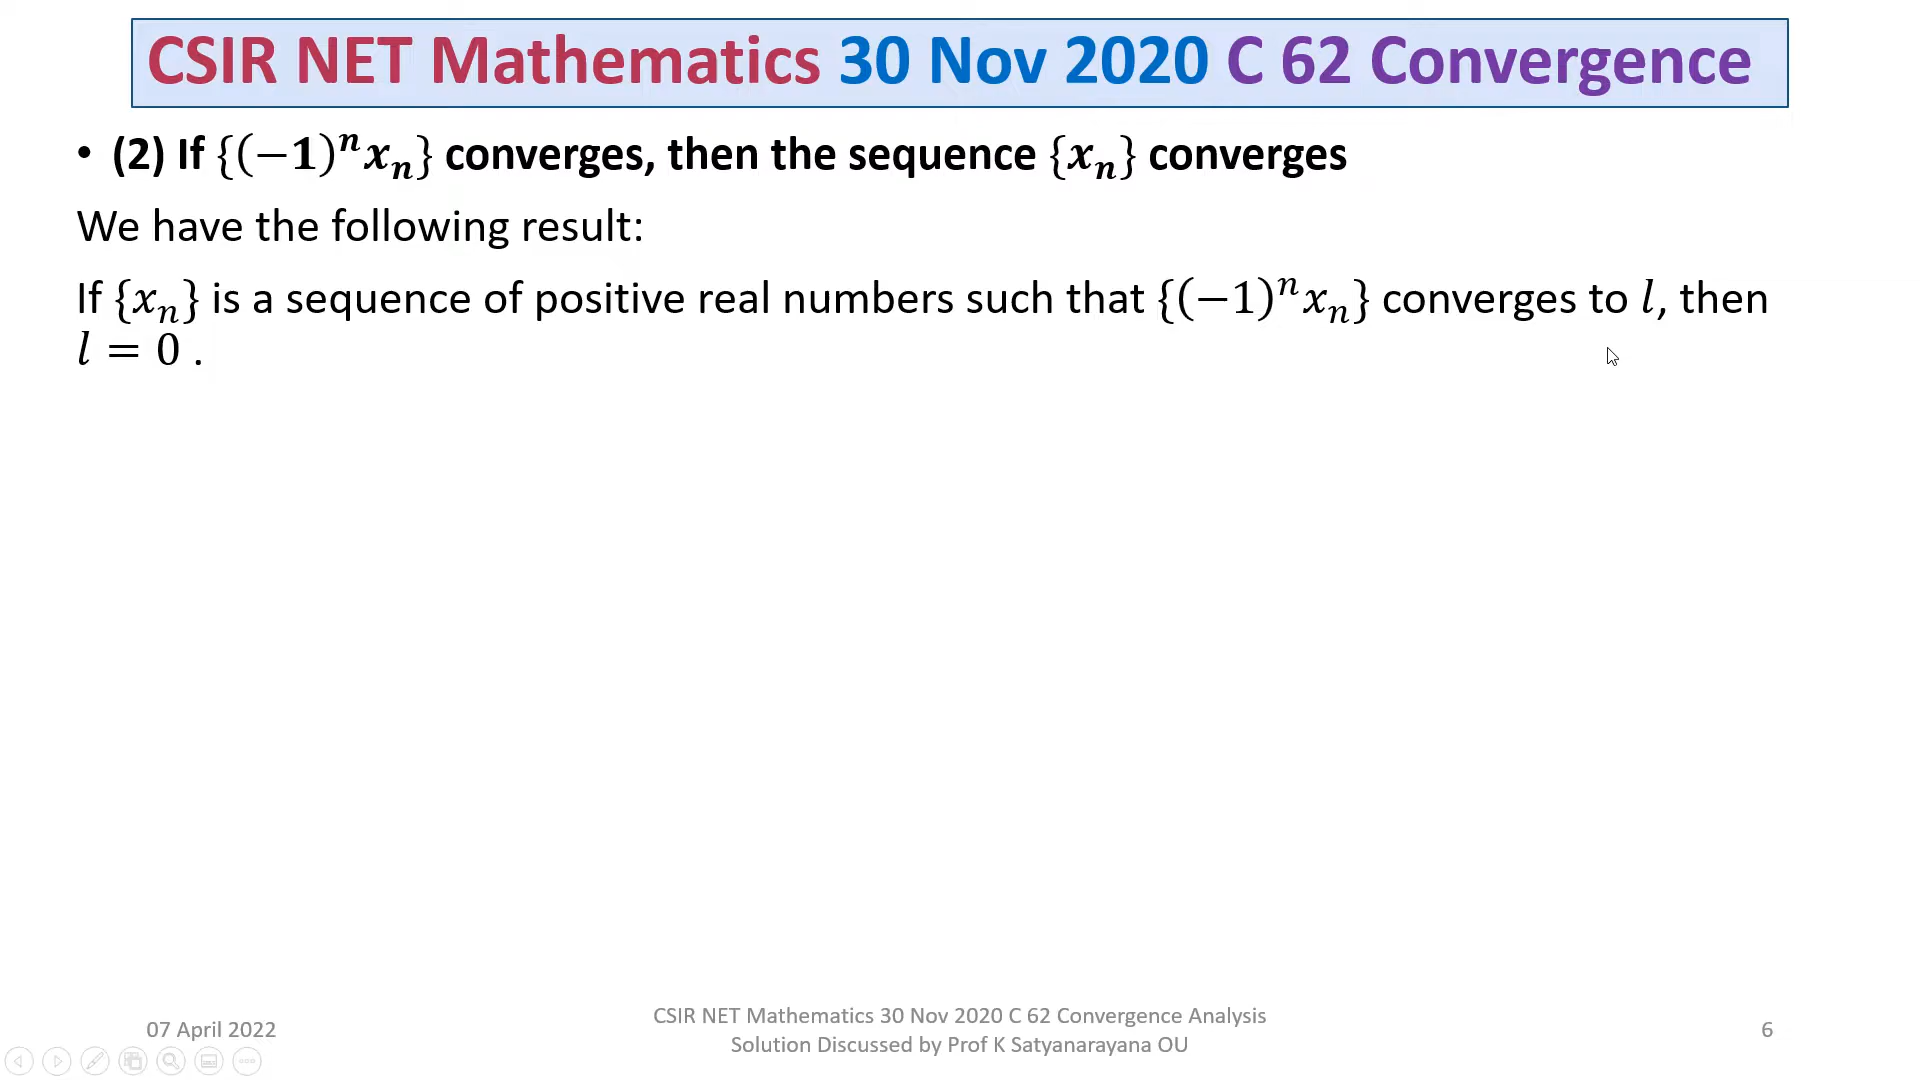 CSIR NET Mathematics 30 Nov 2020 C 62 Convergence
• (2) If {(−1)ⁿxₙ} converges, then the sequence {xₙ} converges
We have the following result:
If {xₙ} is a sequence of positive real numbers such that {(−1)ⁿxₙ} converges to l, then
l = 0 .
07 April 2022
CSIR NET Mathematics 30 Nov 2020 C 62 Convergence Analysis
Solution Discussed by Prof K Satyanarayana OU
6